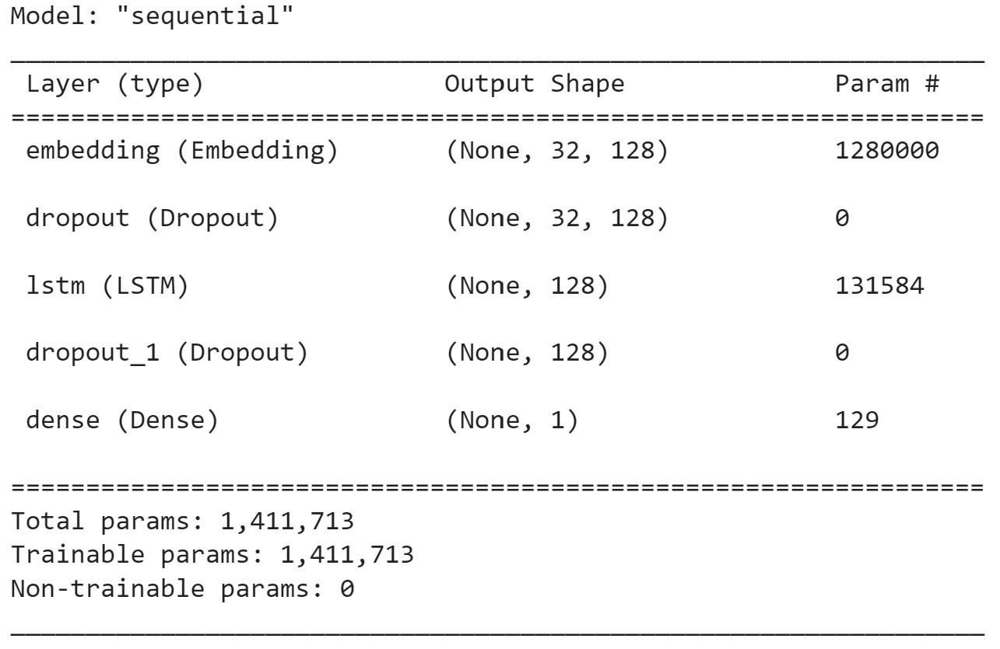 Model: "sequential"
Layer (type) Output Shape Param #
=================================================================
embedding (Embedding) (None, 32, 128) 1280000
dropout (Dropout) (None, 32, 128) 0
lstm (LSTM) (None, 128) 131584
dropout_1 (Dropout) (None, 128) 0
dense (Dense) (None, 1) 129
=================================================================
Total params: 1,411,713
Trainable params: 1,411,713
Non-trainable params: 0